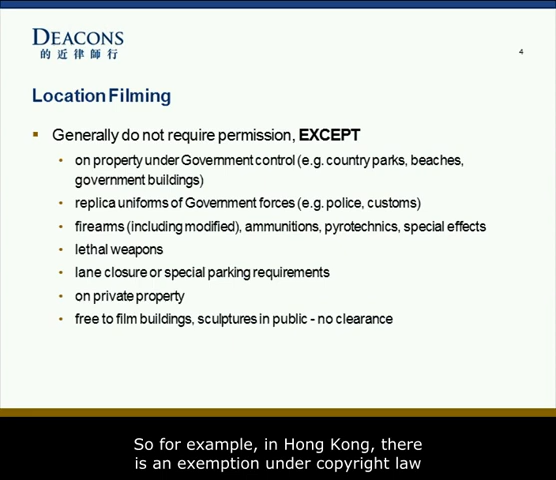 DEACONS
的近律師行
4
Location Filming
Generally do not require permission, EXCEPT
on property under Government control (e.g. country parks, beaches,
government buildings)
replica uniforms of Government forces (e.g. police, customs)
firearms (including modified), ammunitions, pyrotechnics, special effects
lethal weapons
lane closure or special parking requirements
on private property
free to film buildings, sculptures in public - no clearance
So for example, in Hong Kong, there
is an exemption under copyright law